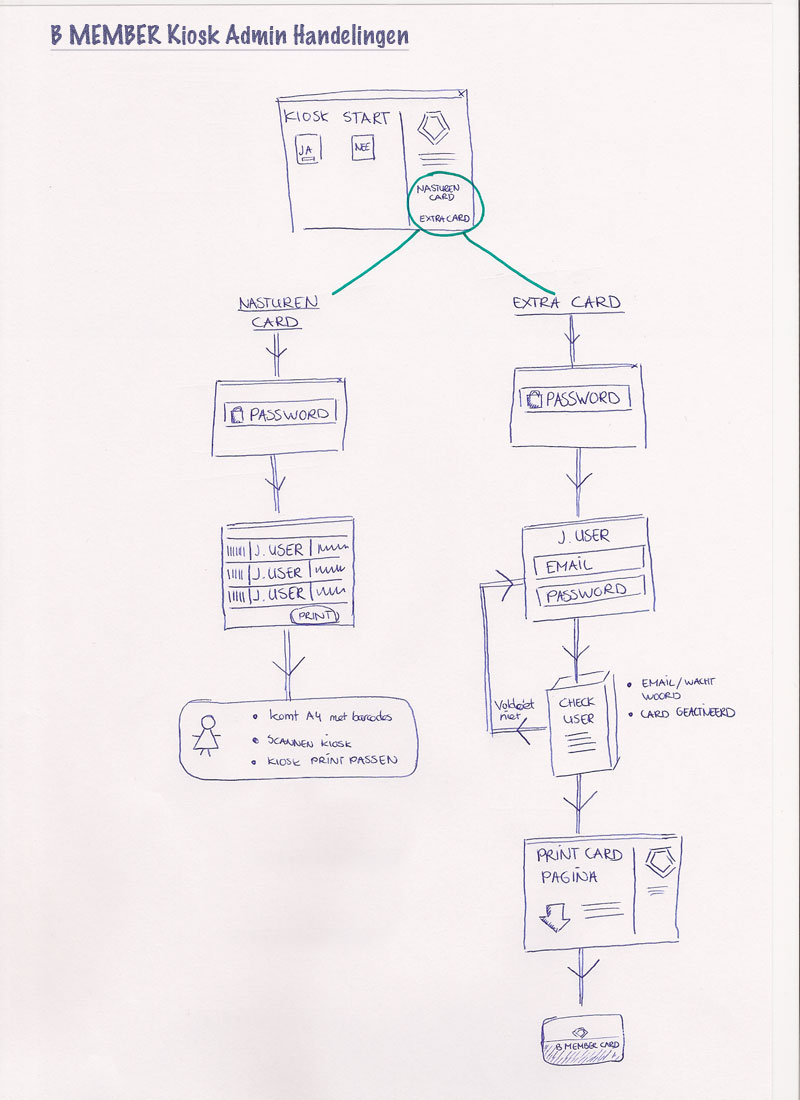 B MEMBER Kiosk Admin Handelingen
KIOSK START
JA
NEE
NASTUREN
CARD
EXTRA CARD
NASTUREN
CARD
PASSWORD
J. USER
J. USER
J. USER
PRINT
komt A4 met barcodes
SCANNEN KIOSK
KIOSK PRINT PASSEN
EXTRA CARD
PASSWORD
J. USER
EMAIL
PASSWORD
Voldoet
niet
CHECK
USER
EMAIL/WACHT
WOORD
CARD GEACTIVEERD
PRINT CARD
PAGINA
B MEMBER CARD